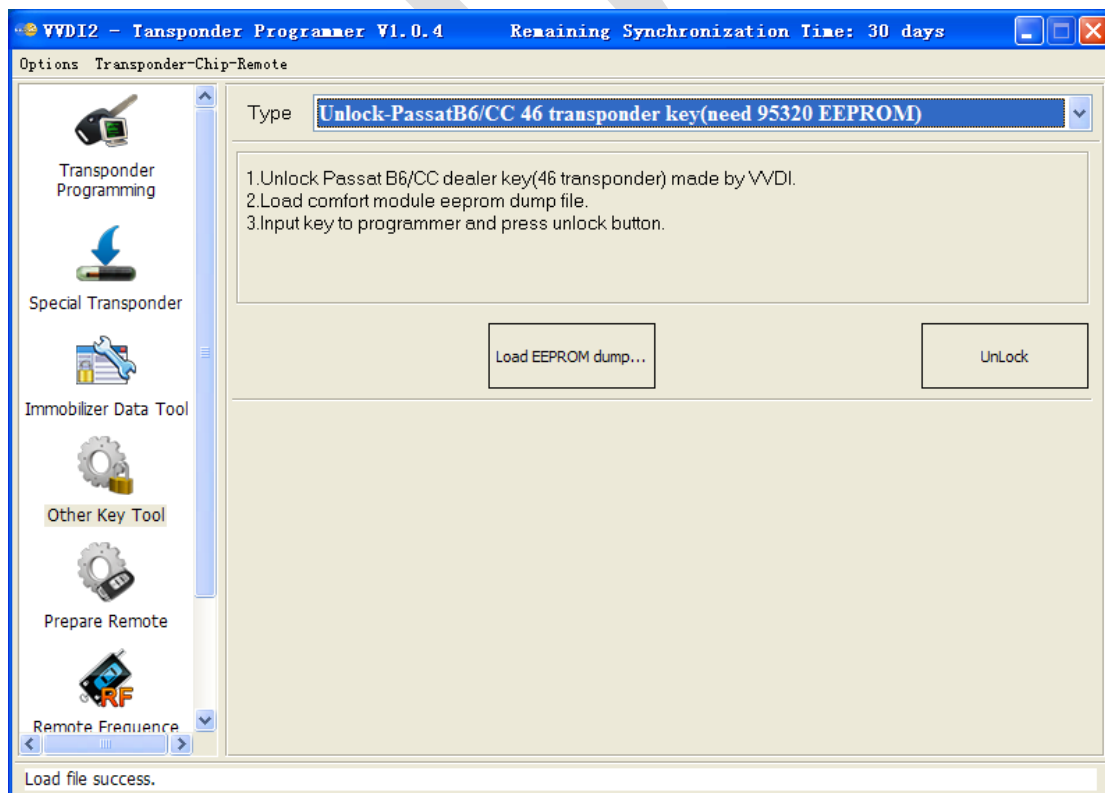 VVDI2 - Tansponder Programmer V1.0.4 Remaining Synchronization Time: 30 days
Options Transponder-Chip-Remote
Transponder
Programming
Special Transponder
Immobilizer Data Tool
Other Key Tool
Prepare Remote
RF
Remote Frequence
Type Unlock-PassatB6/CC 46 transponder key(need 95320 EEPROM)
1.Unlock Passat B6/CC dealer key(46 transponder) made by VVDI.
2.Load comfort module eeprom dump file.
3.Input key to programmer and press unlock button.
Load EEPROM dump... UnLock
Load file success.